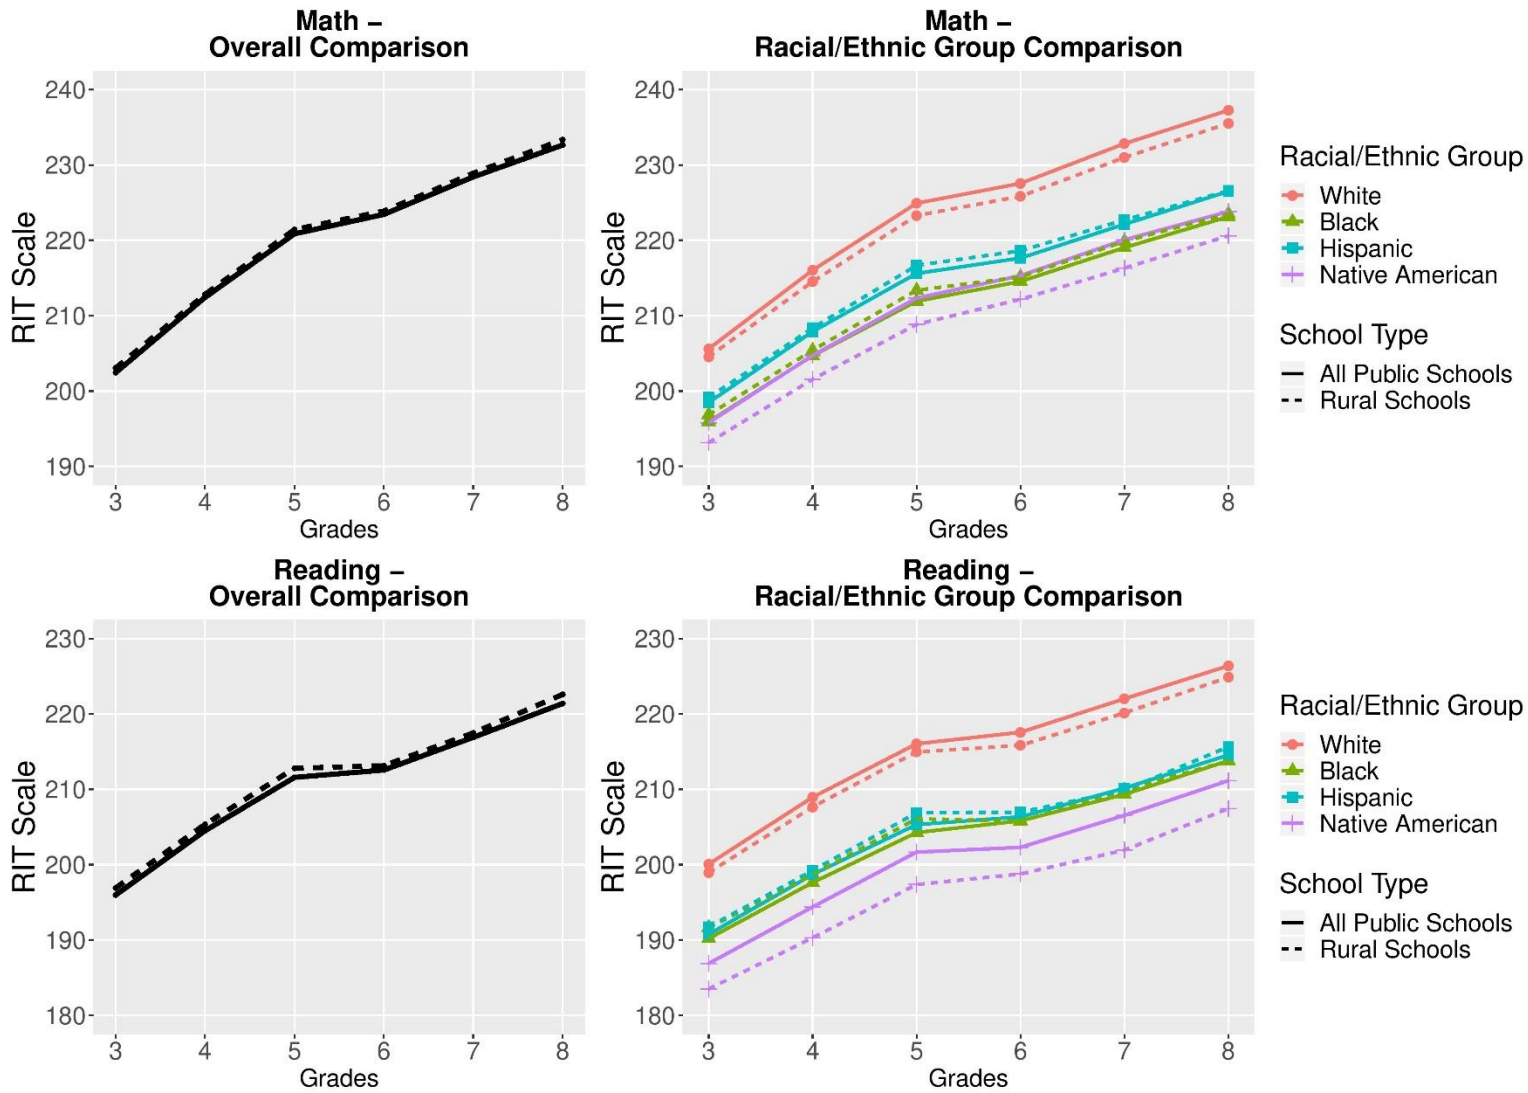 Math –
Overall Comparison
240
230
220
210
200
190
RIT Scale
3 4 5 6 7 8
Grades
Math –
Racial/Ethnic Group Comparison
240
230
220
210
200
190
RIT Scale
3 4 5 6 7 8
Grades
Racial/Ethnic Group
White
Black
Hispanic
Native American
School Type
All Public Schools
Rural Schools
Reading –
Overall Comparison
230
220
210
200
190
180
RIT Scale
3 4 5 6 7 8
Grades
Reading –
Racial/Ethnic Group Comparison
230
220
210
200
190
180
RIT Scale
3 4 5 6 7 8
Grades
Racial/Ethnic Group
White
Black
Hispanic
Native American
School Type
All Public Schools
Rural Schools